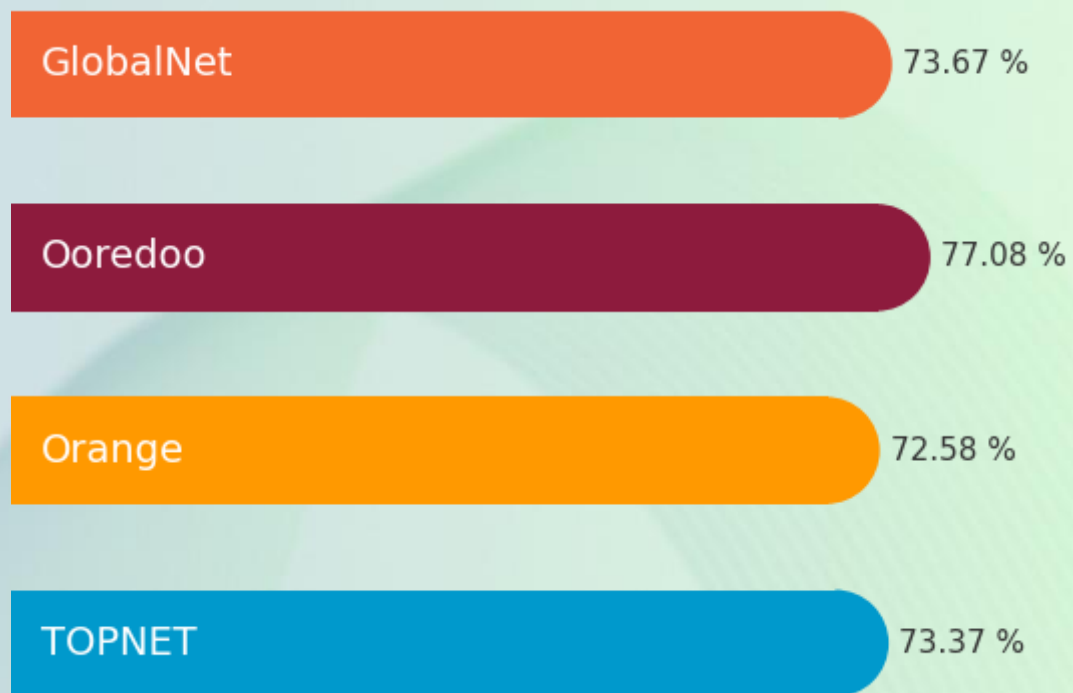 GlobalNet 73.67 %
Ooredoo 77.08 %
Orange 72.58 %
TOPNET 73.37 %